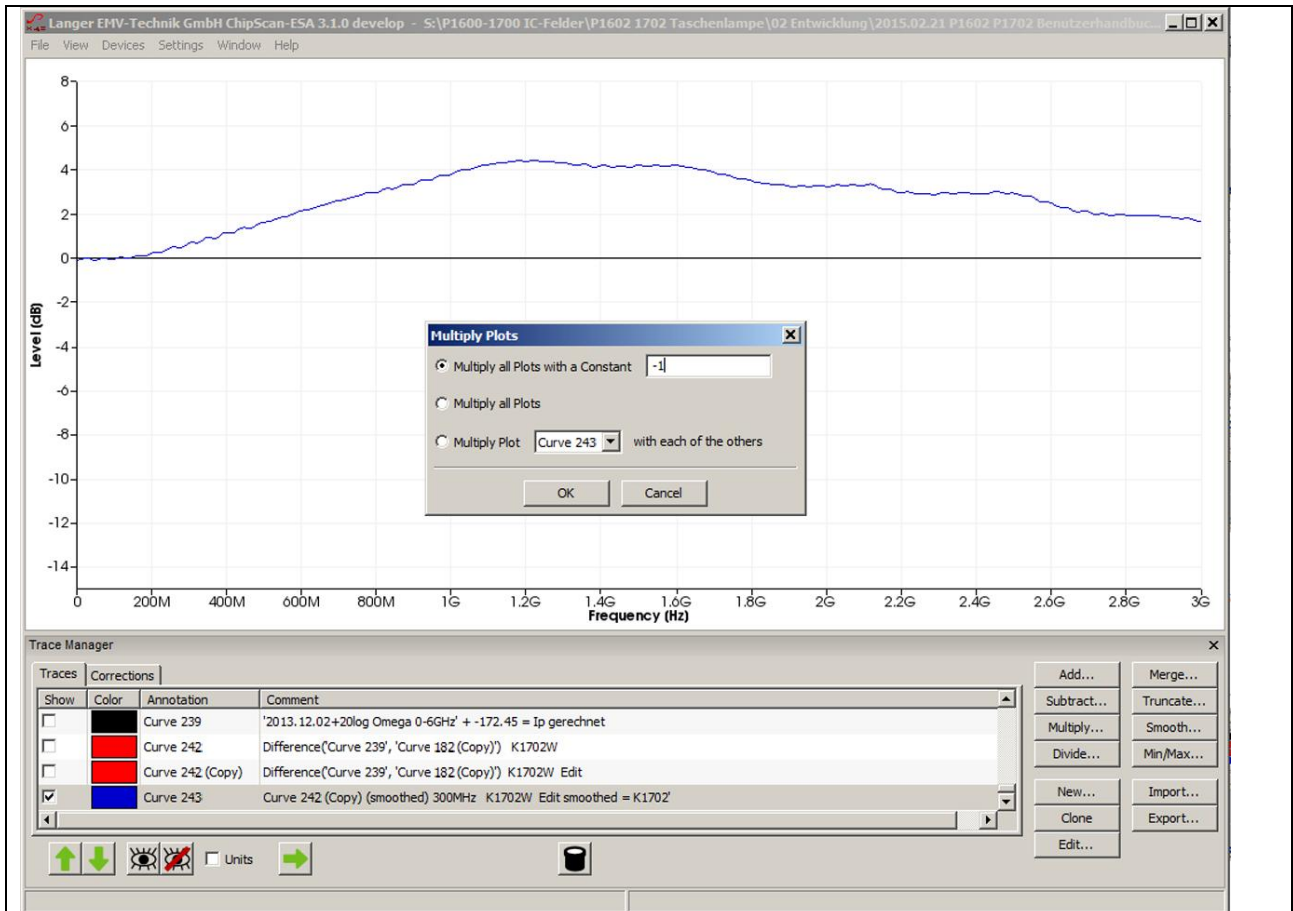 Langer EMV-Technik GmbH ChipScan-ESA 3.1.0 develop - S:\P1600-1700 IC-Felder\P1602 1702 Taschenlampe\02 Entwicklung\2015.02.21 P1602 P1702 Benutzerhandbuc...
File View Devices Settings Window Help
8
6
4
2
0
-2
-4
-6
-8
-10
-12
-14
Level (dB)
0 200M 400M 600M 800M 1G 1.2G 1.4G 1.6G 1.8G 2G 2.2G 2.4G 2.6G 2.8G 3G
Frequency (Hz)
Multiply Plots
Multiply all Plots with a Constant -1
Multiply all Plots
Multiply Plot Curve 243 with each of the others
OK Cancel
Trace Manager
Traces Corrections
Show Color Annotation Comment
Curve 239 '2013.12.02+20log Omega 0-6GHz' + -172.45 = Ip gerechnet
Curve 242 Difference('Curve 239', 'Curve 182 (Copy)') K1702W
Curve 242 (Copy) Difference('Curve 239', 'Curve 182 (Copy)') K1702W Edit
Curve 243 Curve 242 (Copy) (smoothed) 300MHz K1702W Edit smoothed = K1702'
Units
Add... Merge...
Subtract... Truncate...
Multiply... Smooth...
Divide... Min/Max...
New... Import...
Clone Export...
Edit...